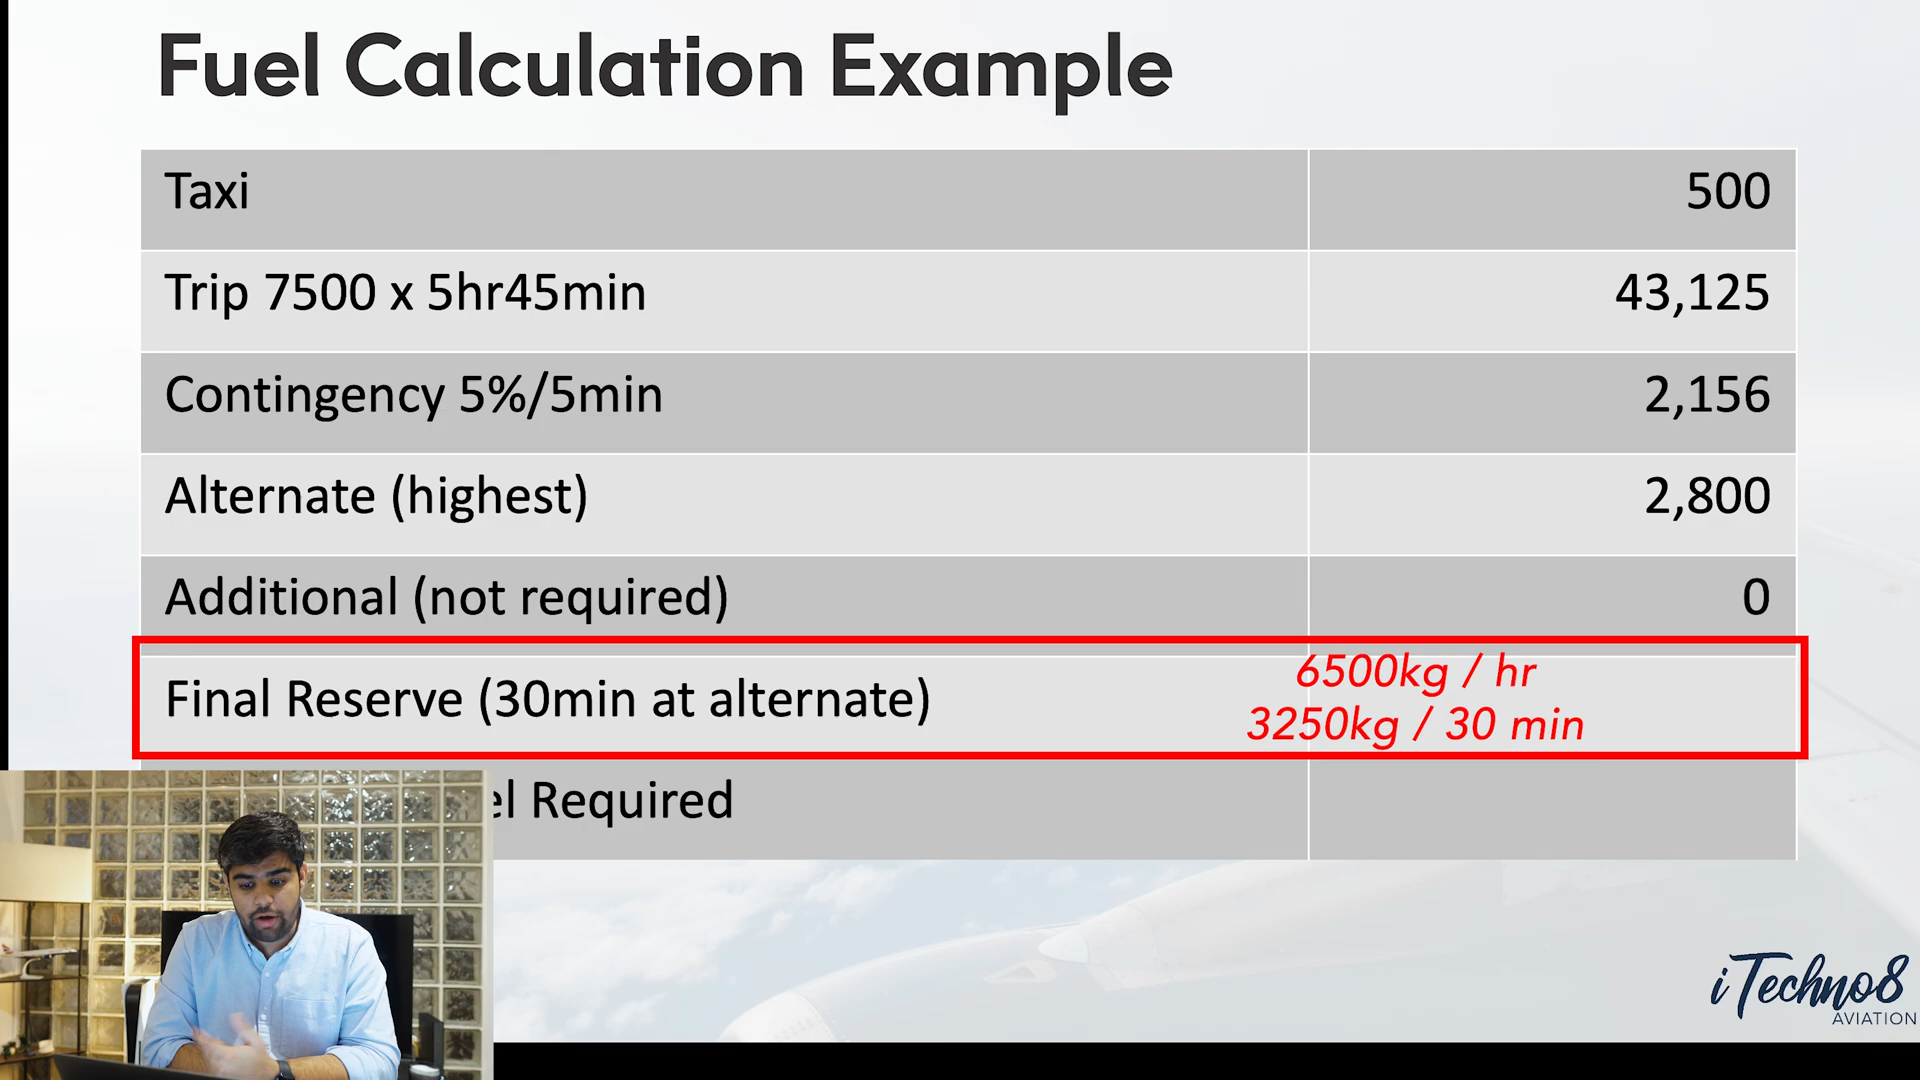 Fuel Calculation Example
Taxi 500
Trip 7500 x 5hr45min 43,125
Contingency 5%/5min 2,156
Alternate (highest) 2,800
Additional (not required) 0
Final Reserve (30min at alternate) 6500kg / hr
3250kg / 30 min
el Required
iTechno8
AVIATION